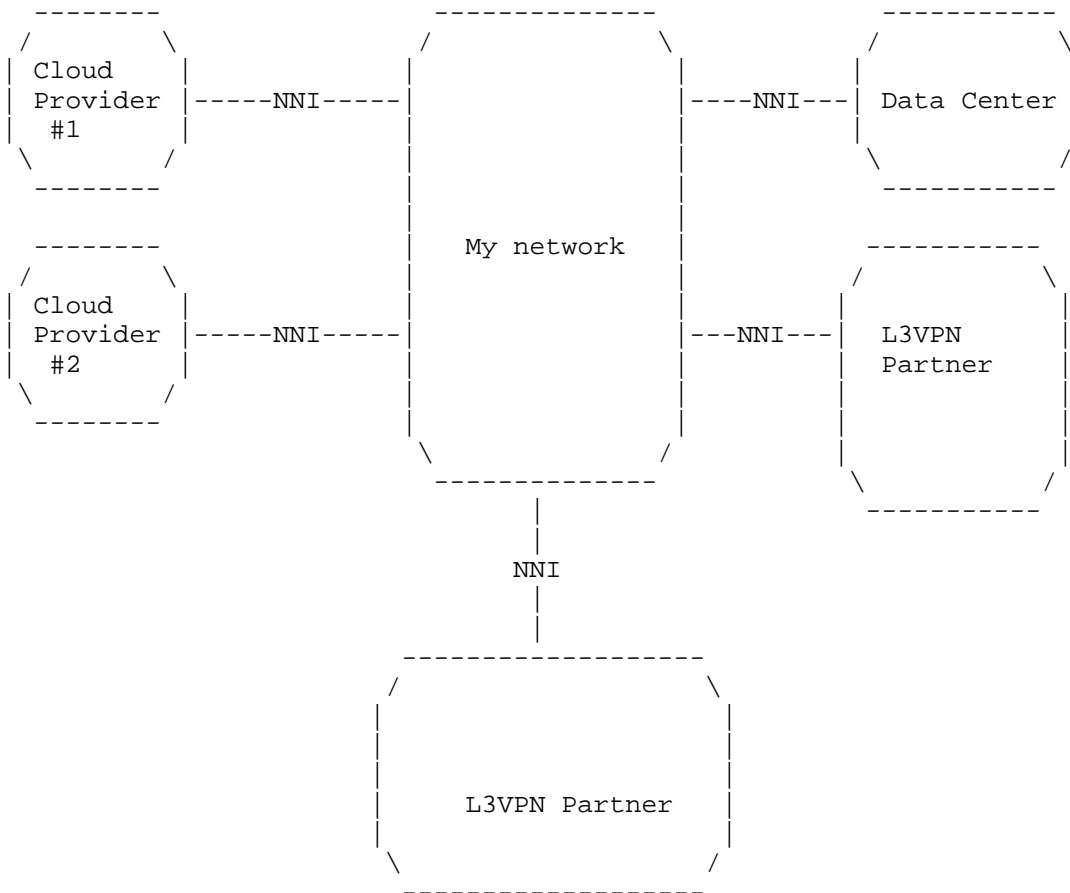 Cloud
Provider
#1
NNI
NNI
Data Center
My network
Cloud
Provider
#2
NNI
NNI
L3VPN
Partner
NNI
L3VPN Partner